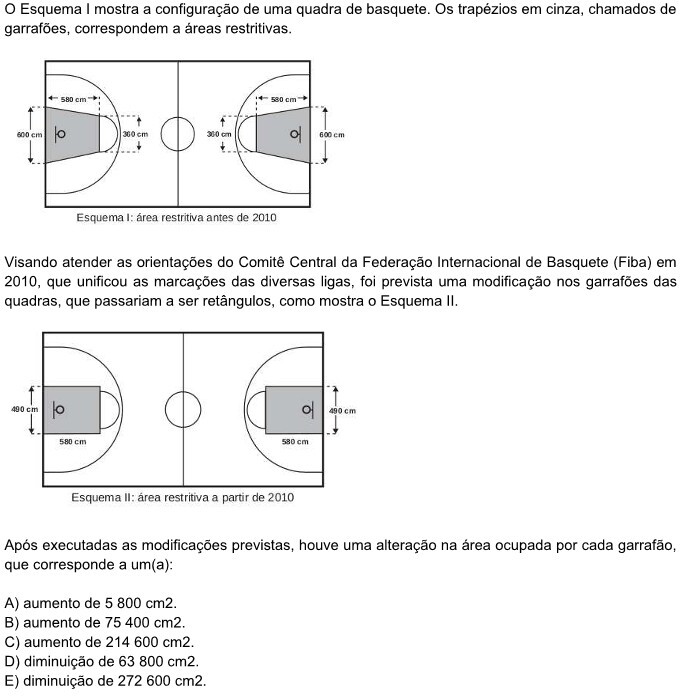 O Esquema I mostra a configuração de uma quadra de basquete. Os trapézios em cinza, chamados de
garrafões, correspondem a áreas restritivas.
580 cm
580 cm
600 cm
360 cm
360 cm
600 cm
Esquema I: área restritiva antes de 2010
Visando atender as orientações do Comitê Central da Federação Internacional de Basquete (Fiba) em
2010, que unificou as marcações das diversas ligas, foi prevista uma modificação nos garrafões das
quadras, que passariam a ser retângulos, como mostra o Esquema II.
490 cm
490 cm
580 cm
580 cm
Esquema II: área restritiva a partir de 2010
Após executadas as modificações previstas, houve uma alteração na área ocupada por cada garrafão,
que corresponde a um(a):
A) aumento de 5 800 cm2.
B) aumento de 75 400 cm2.
C) aumento de 214 600 cm2.
D) diminuição de 63 800 cm2.
E) diminuição de 272 600 cm2.